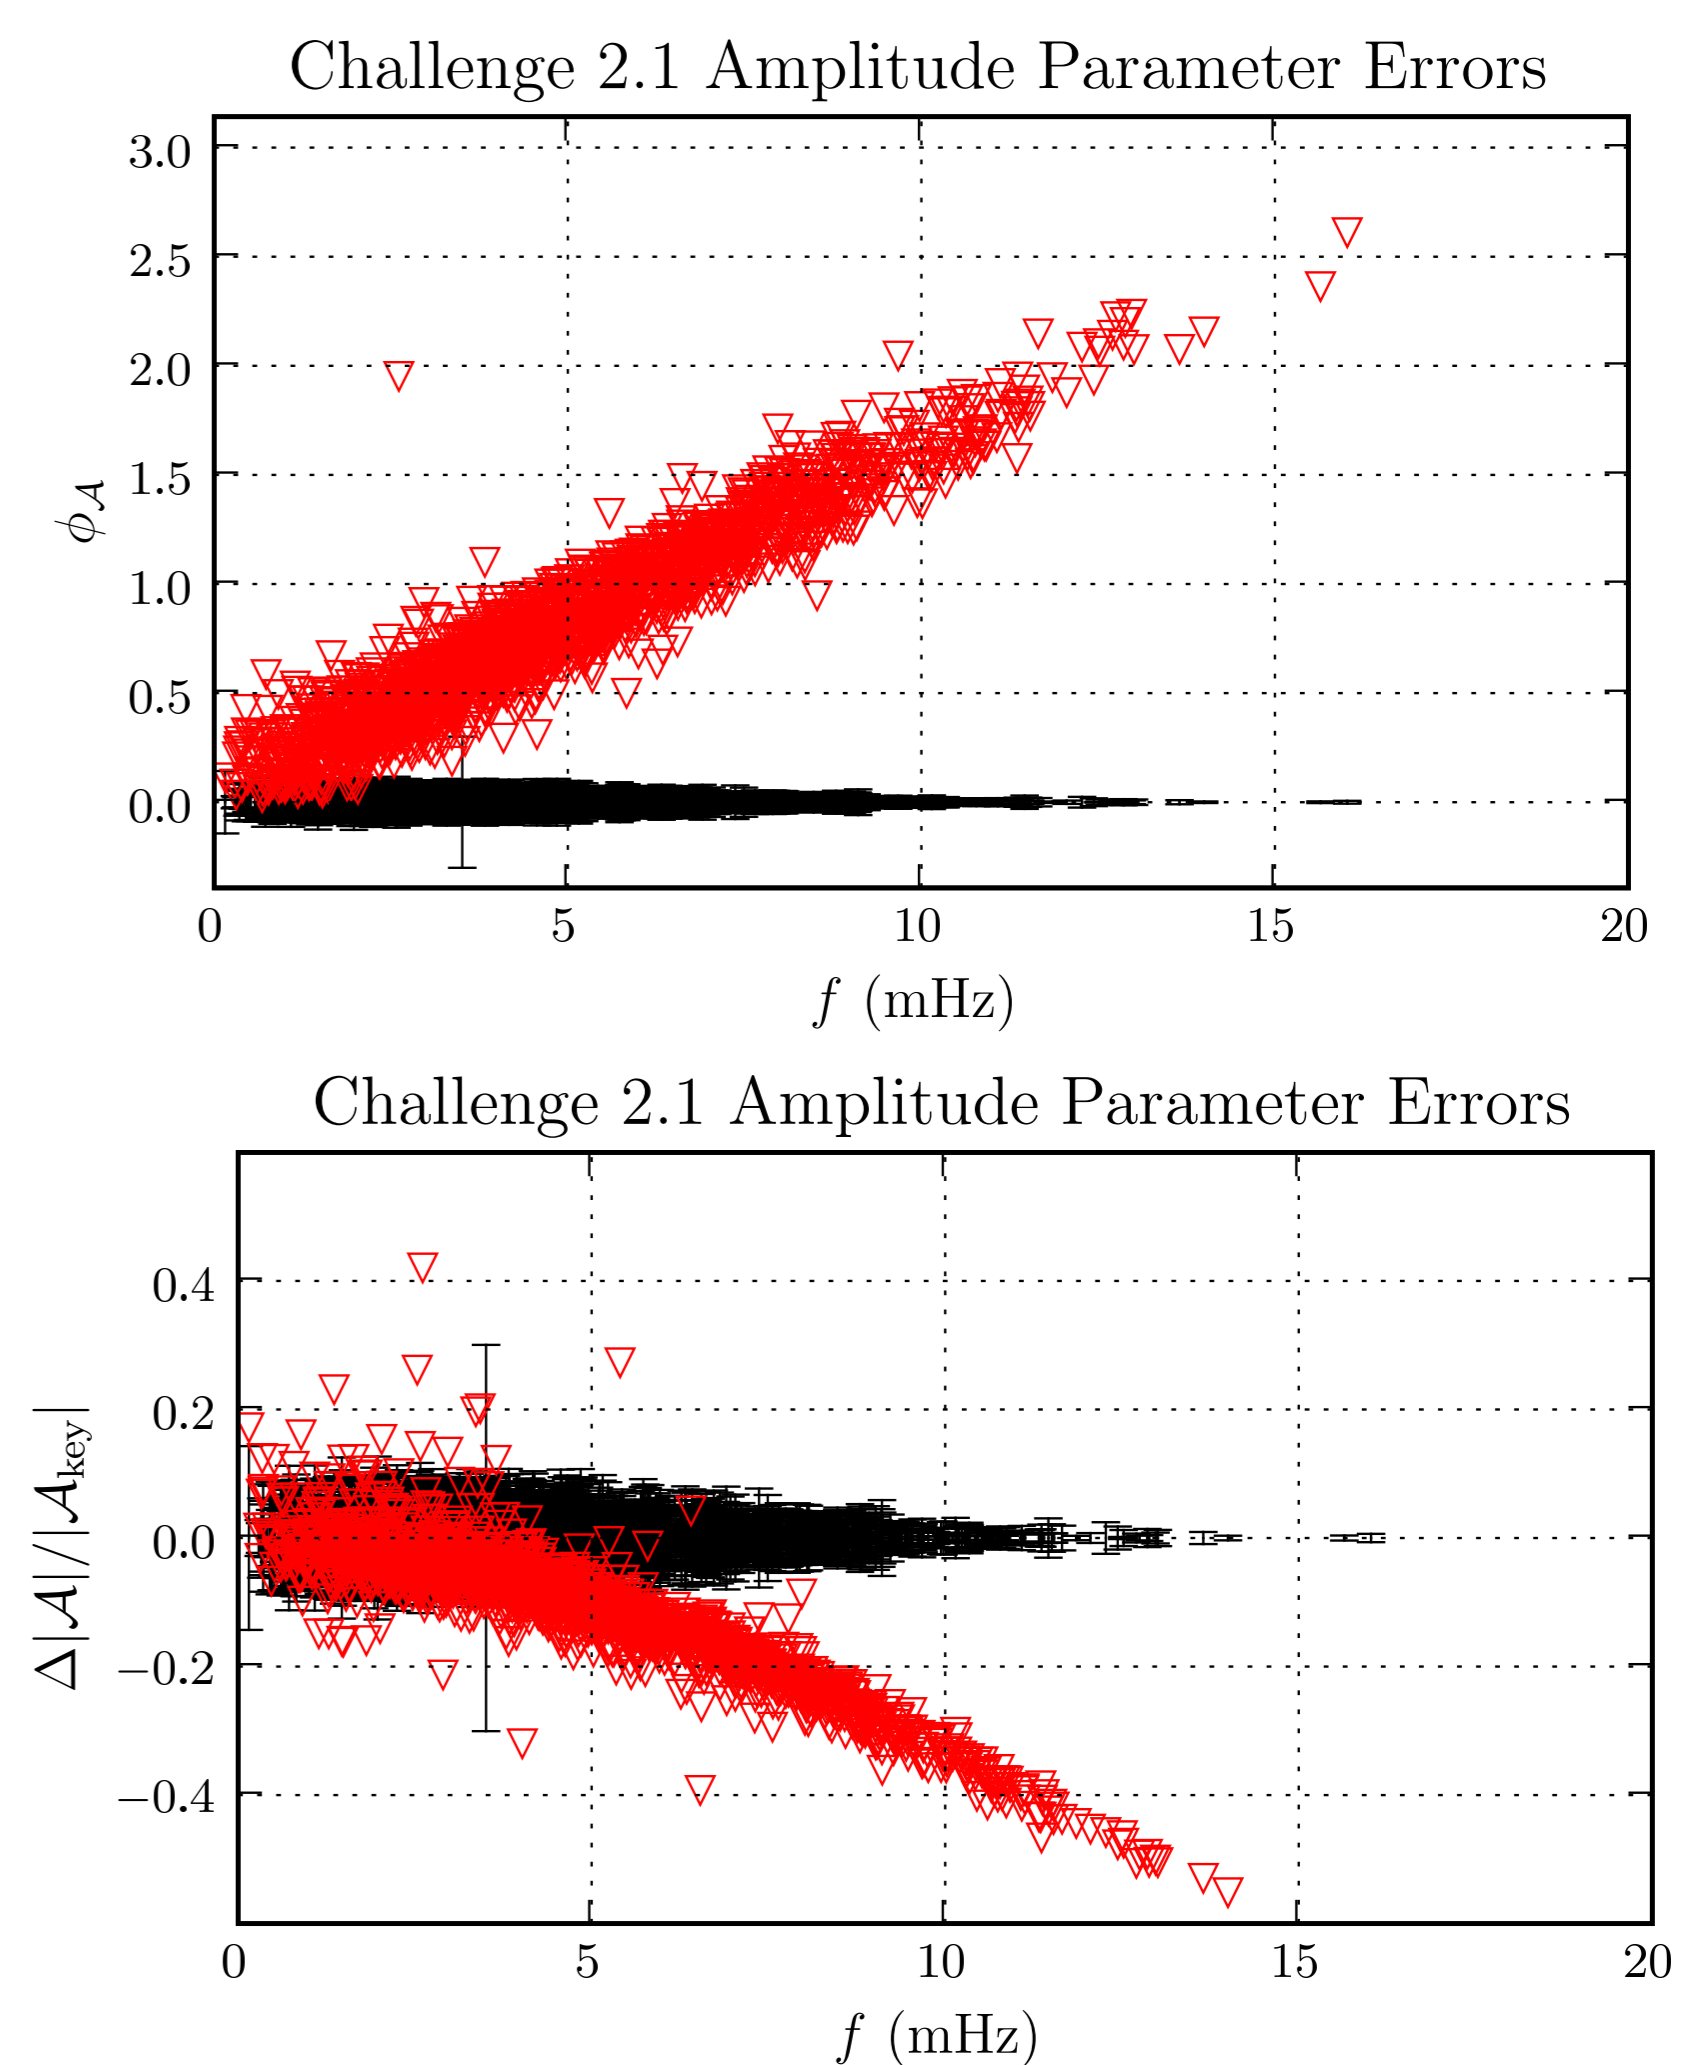 Challenge 2.1 Amplitude Parameter Errors
3.0
2.5
2.0
1.5
1.0
0.5
0.0
ϕ𝒜
0 5 10 15 20
f (mHz)
Challenge 2.1 Amplitude Parameter Errors
0.4
0.2
0.0
−0.2
−0.4
Δ|𝒜|/|𝒜key|
0 5 10 15 20
f (mHz)